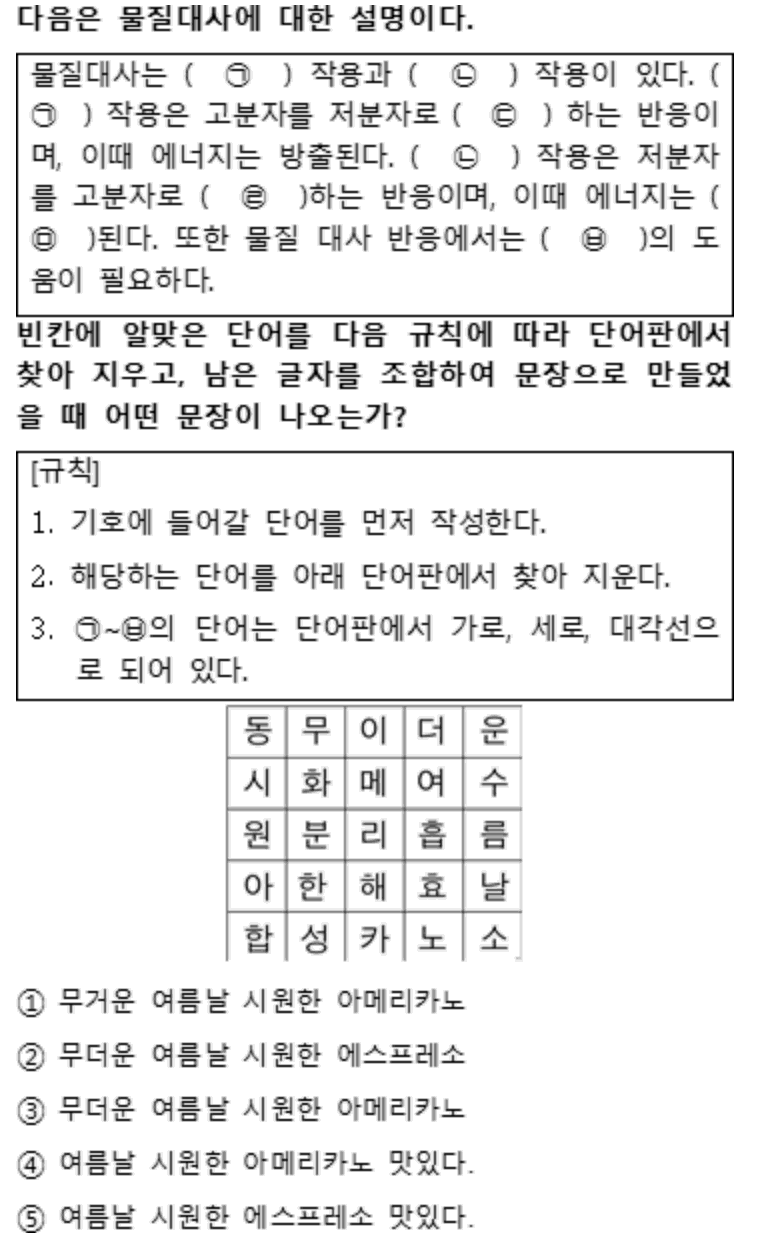 다음은 물질대사에 대한 설명이다.
물질대사는 ( ㉠ ) 작용과 ( ㉡ ) 작용이 있다. (
㉠ ) 작용은 고분자를 저분자로 ( ㉢ ) 하는 반응이
며, 이때 에너지는 방출된다. ( ㉡ ) 작용은 저분자
를 고분자로 ( ㉣ )하는 반응이며, 이때 에너지는 (
㉤ )된다. 또한 물질 대사 반응에서는 ( ㉥ )의 도
움이 필요하다.
빈칸에 알맞은 단어를 다음 규칙에 따라 단어판에서
찾아 지우고, 남은 글자를 조합하여 문장으로 만들었
을 때 어떤 문장이 나오는가?
[규칙]
1. 기호에 들어갈 단어를 먼저 작성한다.
2. 해당하는 단어를 아래 단어판에서 찾아 지운다.
3. ㉠~㉥의 단어는 단어판에서 가로, 세로, 대각선으
로 되어 있다.
동 무 이 더 운
시 화 메 여 수
원 분 리 흡 름
아 한 해 효 날
합 성 카 노 소
① 무거운 여름날 시원한 아메리카노
② 무더운 여름날 시원한 에스프레소
③ 무더운 여름날 시원한 아메리카노
④ 여름날 시원한 아메리카노 맛있다.
⑤ 여름날 시원한 에스프레소 맛있다.